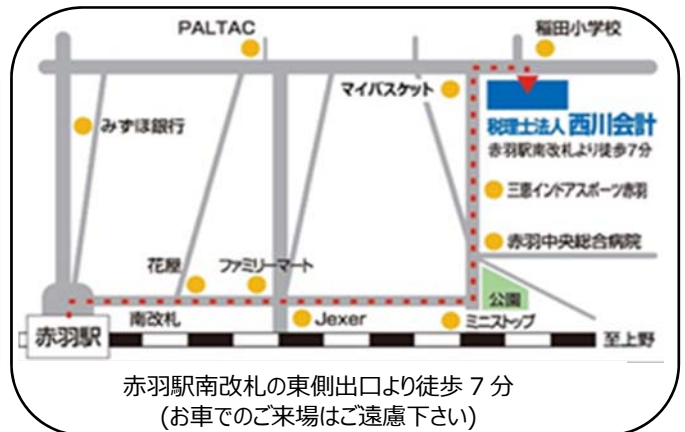 PALTAC
稲田小学校
マイバスケット
みずほ銀行
税理士法人 西川会計
赤羽駅南改札より徒歩7分
三恵インドアスポーツ赤羽
赤羽中央総合病院
花屋
ファミリーマート
公園
南改札
Jexer
ミニストップ
赤羽駅
至上野
赤羽駅南改札の東側出口より徒歩 7 分
(お車でのご来場はご遠慮下さい)